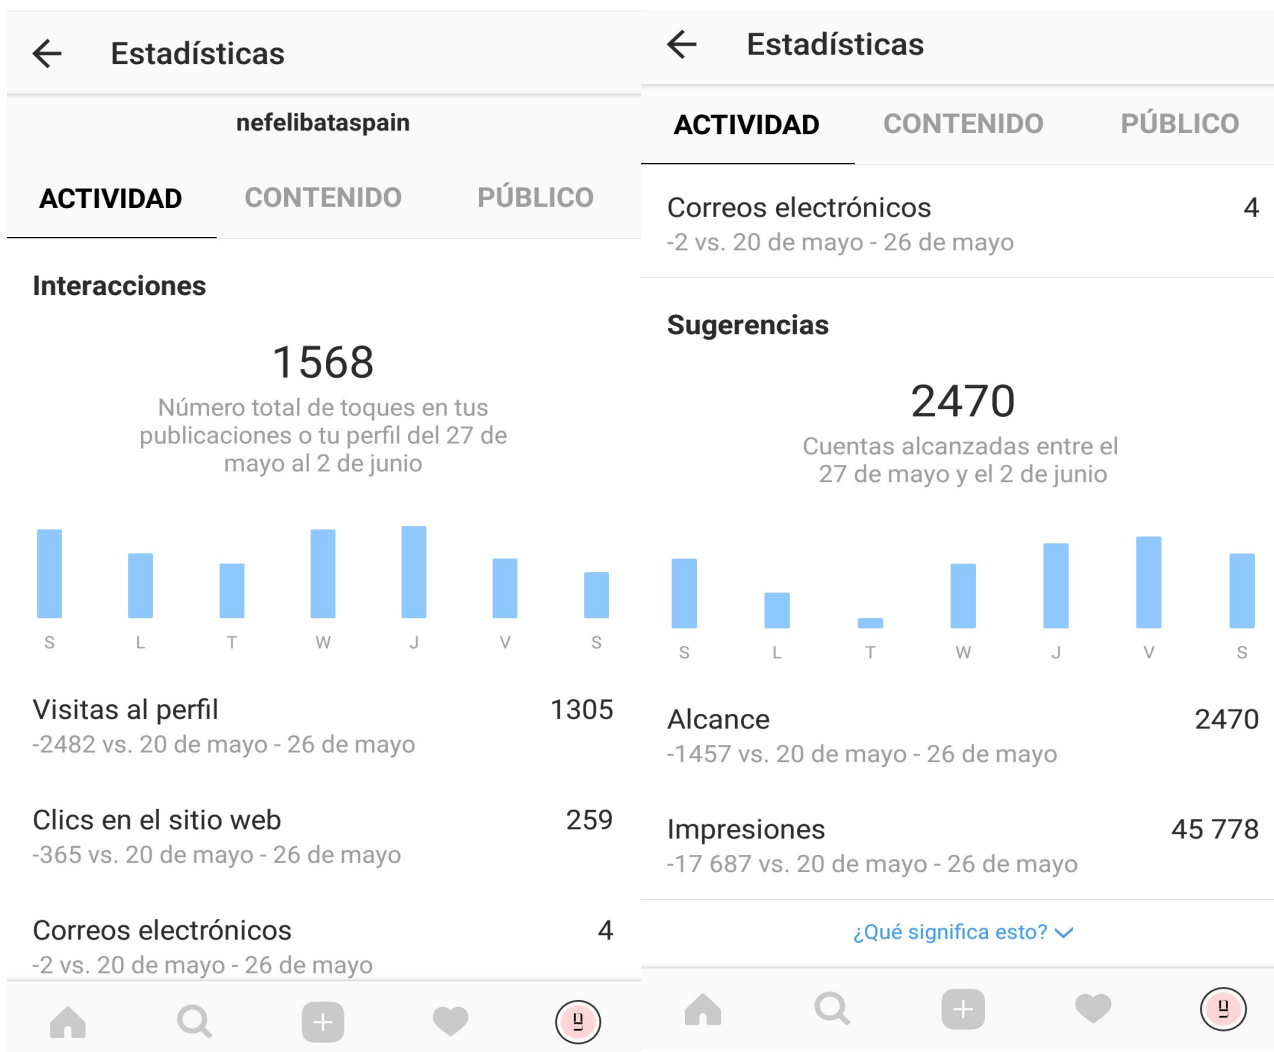 Estadísticas
nefelibataspain
ACTIVIDAD CONTENIDO PÚBLICO
Interacciones
1568
Número total de toques en tus
publicaciones o tu perfil del 27 de
mayo al 2 de junio
S L T W J V S
Visitas al perfil 1305
-2482 vs. 20 de mayo - 26 de mayo
Clics en el sitio web 259
-365 vs. 20 de mayo - 26 de mayo
Correos electrónicos 4
-2 vs. 20 de mayo - 26 de mayo
Estadísticas
ACTIVIDAD CONTENIDO PÚBLICO
Correos electrónicos 4
-2 vs. 20 de mayo - 26 de mayo
Sugerencias
2470
Cuentas alcanzadas entre el
27 de mayo y el 2 de junio
S L T W J V S
Alcance 2470
-1457 vs. 20 de mayo - 26 de mayo
Impresiones 45 778
-17 687 vs. 20 de mayo - 26 de mayo
¿Qué significa esto?